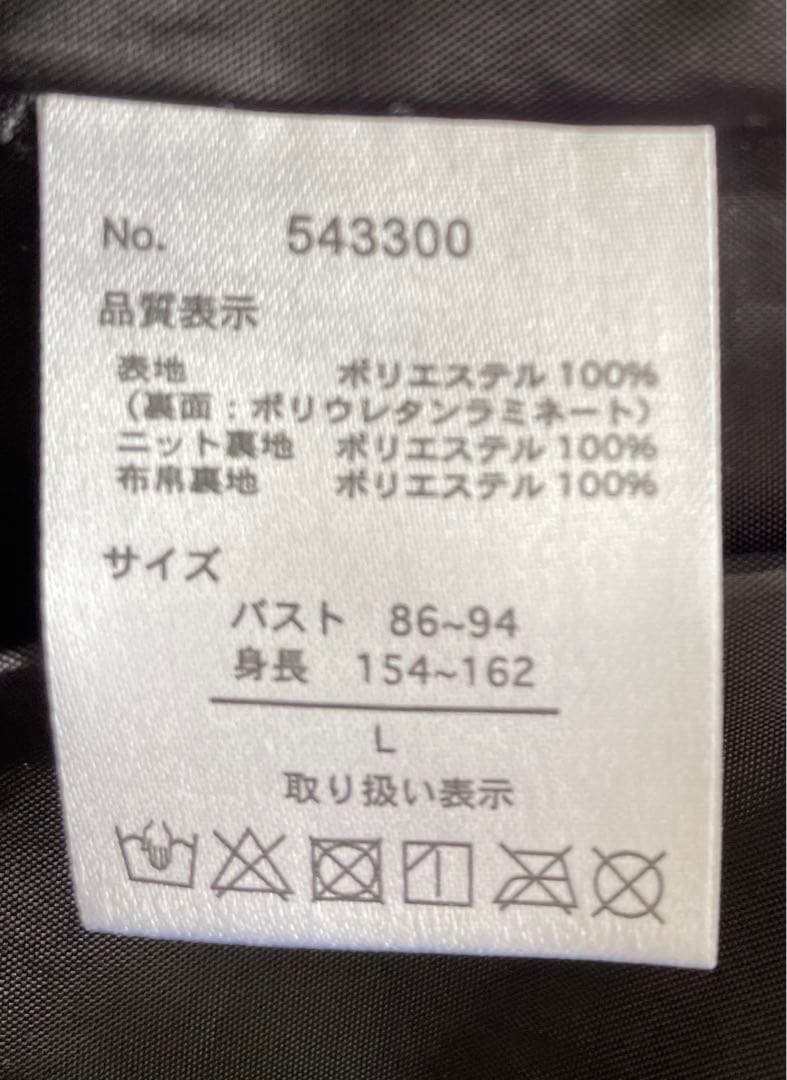 No. 543300
品質表示
表地 ポリエステル 100%
(裏面:ポリウレタンラミネート)
ニット裏地 ポリエステル 100%
布帛裏地 ポリエステル 100%
サイズ
バスト 86~94
身長 154~162
L
取り扱い表示